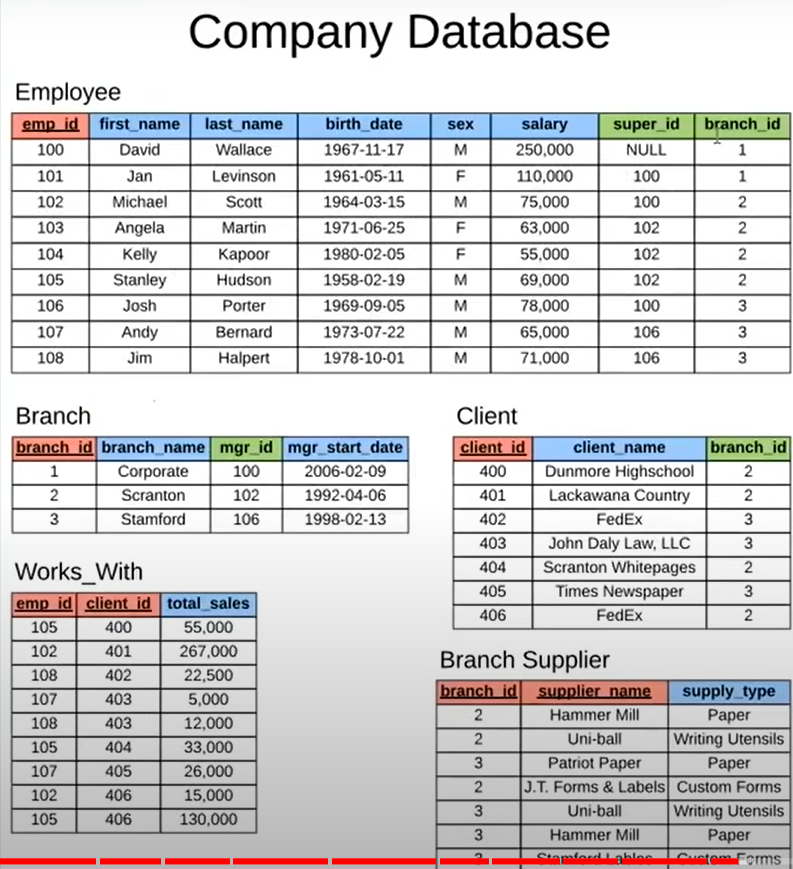 Company Database
Employee
emp_id first_name last_name birth_date sex salary super_id branch_id
100 David Wallace 1967-11-17 M 250,000 NULL 1
101 Jan Levinson 1961-05-11 F 110,000 100 1
102 Michael Scott 1964-03-15 M 75,000 100 2
103 Angela Martin 1971-06-25 F 63,000 102 2
104 Kelly Kapoor 1980-02-05 F 55,000 102 2
105 Stanley Hudson 1958-02-19 M 69,000 102 2
106 Josh Porter 1969-09-05 M 78,000 100 3
107 Andy Bernard 1973-07-22 M 65,000 106 3
108 Jim Halpert 1978-10-01 M 71,000 106 3
Branch
branch_id branch_name mgr_id mgr_start_date
1 Corporate 100 2006-02-09
2 Scranton 102 1992-04-06
3 Stamford 106 1998-02-13
Client
client_id client_name branch_id
400 Dunmore Highschool 2
401 Lackawana Country 2
402 FedEx 3
403 John Daly Law, LLC 3
404 Scranton Whitepages 2
405 Times Newspaper 3
406 FedEx 2
Works_With
emp_id client_id total_sales
105 400 55,000
102 401 267,000
108 402 22,500
107 403 5,000
108 403 12,000
105 404 33,000
107 405 26,000
102 406 15,000
105 406 130,000
Branch Supplier
branch_id supplier_name supply_type
2 Hammer Mill Paper
2 Uni-ball Writing Utensils
3 Patriot Paper Paper
2 J.T. Forms & Labels Custom Forms
3 Uni-ball Writing Utensils
3 Hammer Mill Paper
3 Stamford Lables Custom Forms